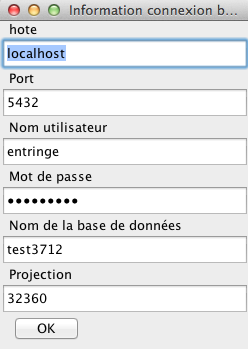 Information connexion b...
hote
localhost
Port
5432
Nom utilisateur
entringe
Mot de passe
•••••••••
Nom de la base de données
test3712
Projection
32360
OK